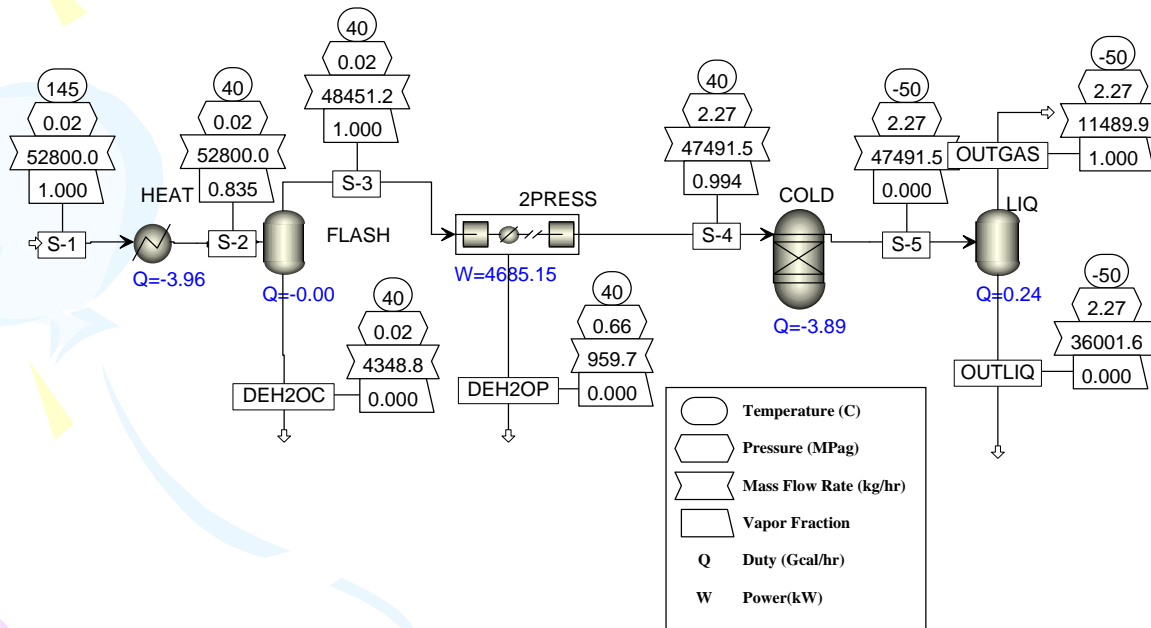 145
0.02
52800.0
1.000
S-1
HEAT
Q=-3.96
40
0.02
52800.0
0.835
S-2
FLASH
Q=-0.00
40
0.02
48451.2
1.000
S-3
40
0.02
4348.8
0.000
DEH2OC
2PRESS
W=4685.15
40
0.66
959.7
0.000
DEH2OP
40
2.27
47491.5
0.994
S-4
COLD
Q=-3.89
-50
2.27
47491.5
0.000
S-5
-50
2.27
11489.9
1.000
OUTGAS
LIQ
Q=0.24
-50
2.27
36001.6
0.000
OUTLIQ
Temperature (C)
Pressure (MPag)
Mass Flow Rate (kg/hr)
Vapor Fraction
Q Duty (Gcal/hr)
W Power(kW)